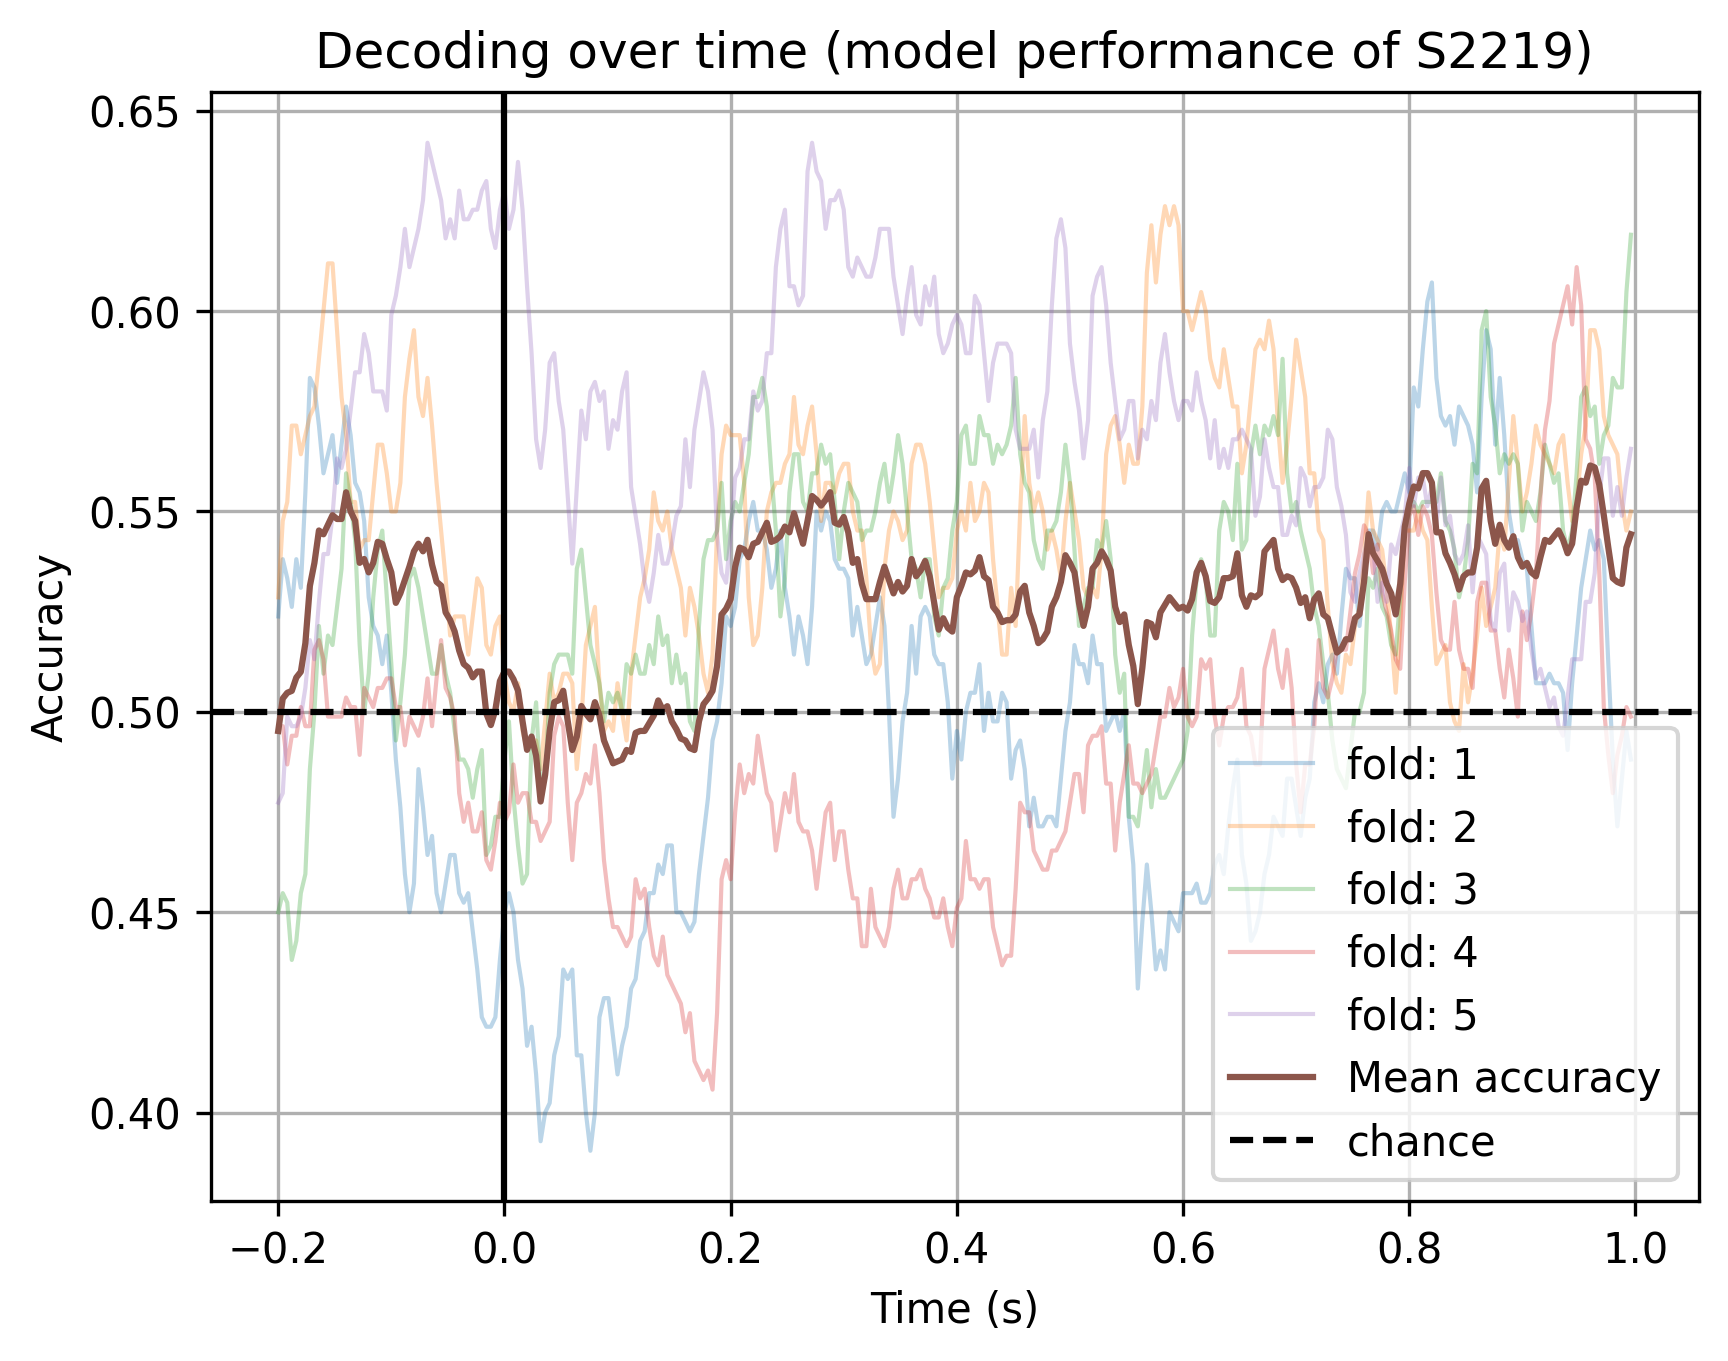 Decoding over time (model performance of S2219)
Accuracy
0.65
0.60
0.55
0.50
0.45
0.40
−0.2
0.0
0.2
0.4
0.6
0.8
1.0
Time (s)
fold: 1
fold: 2
fold: 3
fold: 4
fold: 5
Mean accuracy
chance